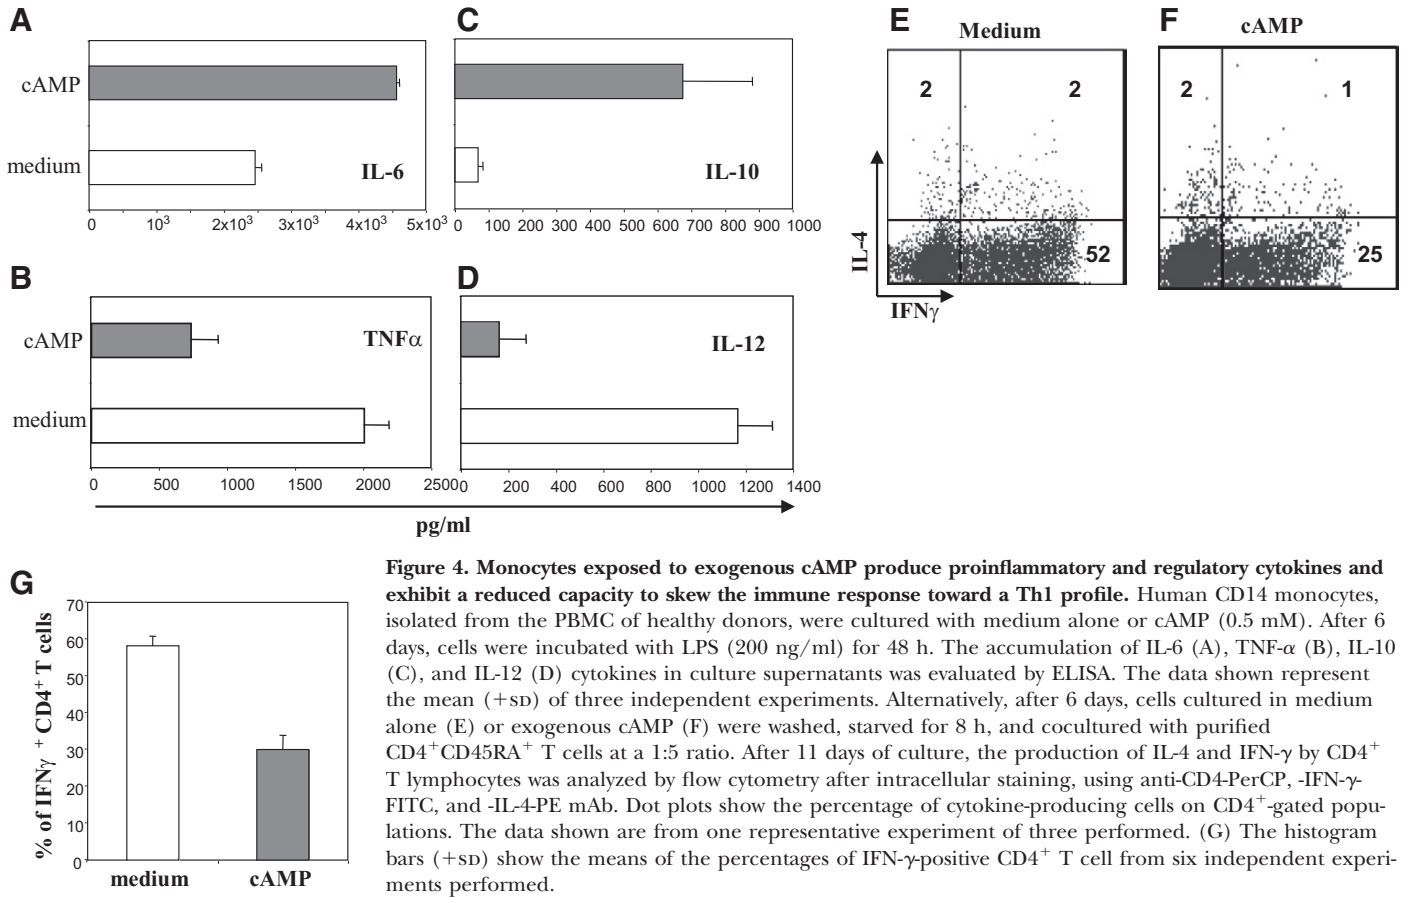 A
cAMP
medium
IL-6
0 10³ 2x10³ 3x10³ 4x10³ 5x10³
C
IL-10
0 100 200 300 400 500 600 700 800 900 1000
B
cAMP
medium
TNFα
0 500 1000 1500 2000 2500
D
IL-12
0 200 400 600 800 1000 1200 1400
pg/ml
E
Medium
2 2
52
IL-4
IFNγ
F
cAMP
2 1
25
G
% of IFNγ⁺ CD4⁺ T cells
70
60
50
40
30
20
10
0
medium cAMP
Figure 4. Monocytes exposed to exogenous cAMP produce proinflammatory and regulatory cytokines and
exhibit a reduced capacity to skew the immune response toward a Th1 profile. Human CD14 monocytes,
isolated from the PBMC of healthy donors, were cultured with medium alone or cAMP (0.5 mM). After 6
days, cells were incubated with LPS (200 ng/ml) for 48 h. The accumulation of IL-6 (A), TNF-α (B), IL-10
(C), and IL-12 (D) cytokines in culture supernatants was evaluated by ELISA. The data shown represent
the mean (+SD) of three independent experiments. Alternatively, after 6 days, cells cultured in medium
alone (E) or exogenous cAMP (F) were washed, starved for 8 h, and cocultured with purified
CD4⁺CD45RA⁺ T cells at a 1:5 ratio. After 11 days of culture, the production of IL-4 and IFN-γ by CD4⁺
T lymphocytes was analyzed by flow cytometry after intracellular staining, using anti-CD4-PerCP, -IFN-γ-
FITC, and -IL-4-PE mAb. Dot plots show the percentage of cytokine-producing cells on CD4⁺-gated popu-
lations. The data shown are from one representative experiment of three performed. (G) The histogram
bars (+SD) show the means of the percentages of IFN-γ-positive CD4⁺ T cell from six independent experi-
ments performed.